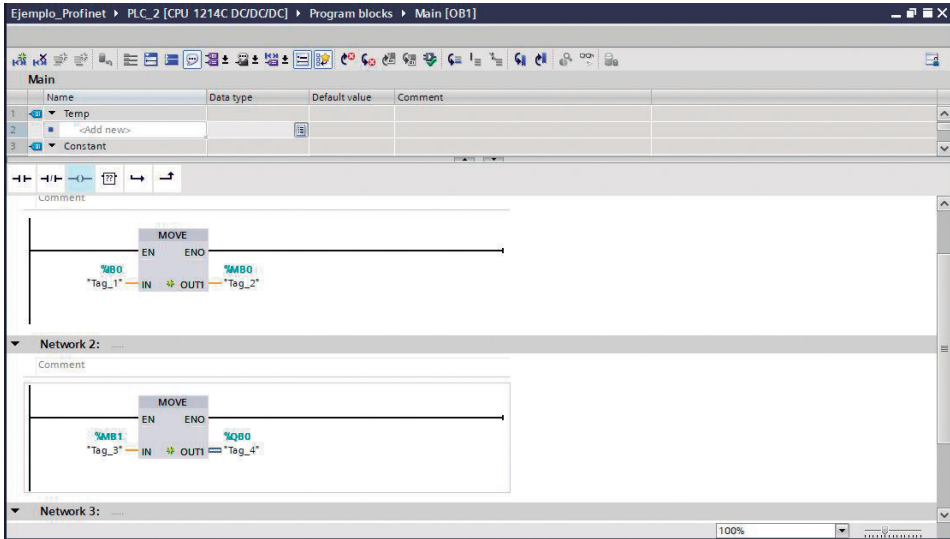 Ejemplo_Profinet ▸ PLC_2 [CPU 1214C DC/DC/DC] ▸ Program blocks ▸ Main [OB1]
Main
Name Data type Default value Comment
1 Temp
2 <Add new>
3 Constant
Comment
MOVE
EN ENO
%IB0 %MB0
"Tag_1" IN OUT1 "Tag_2"
Network 2:
Comment
MOVE
EN ENO
%MB1 %QB0
"Tag_3" IN OUT1 "Tag_4"
Network 3:
100%